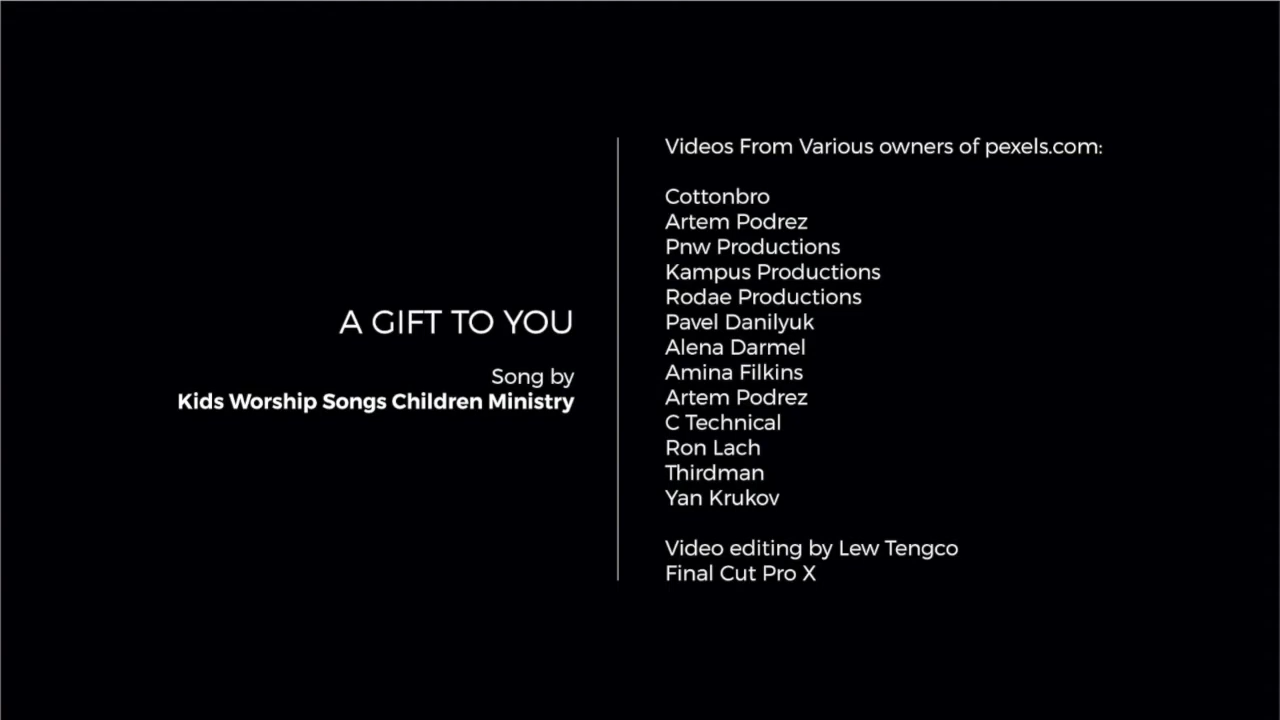 A GIFT TO YOU
Song by
Kids Worship Songs Children Ministry
Videos From Various owners of pexels.com:
Cottonbro
Artem Podrez
Pnw Productions
Kampus Productions
Rodae Productions
Pavel Danilyuk
Alena Darmel
Amina Filkins
Artem Podrez
C Technical
Ron Lach
Thirdman
Yan Krukov
Video editing by Lew Tengco
Final Cut Pro X